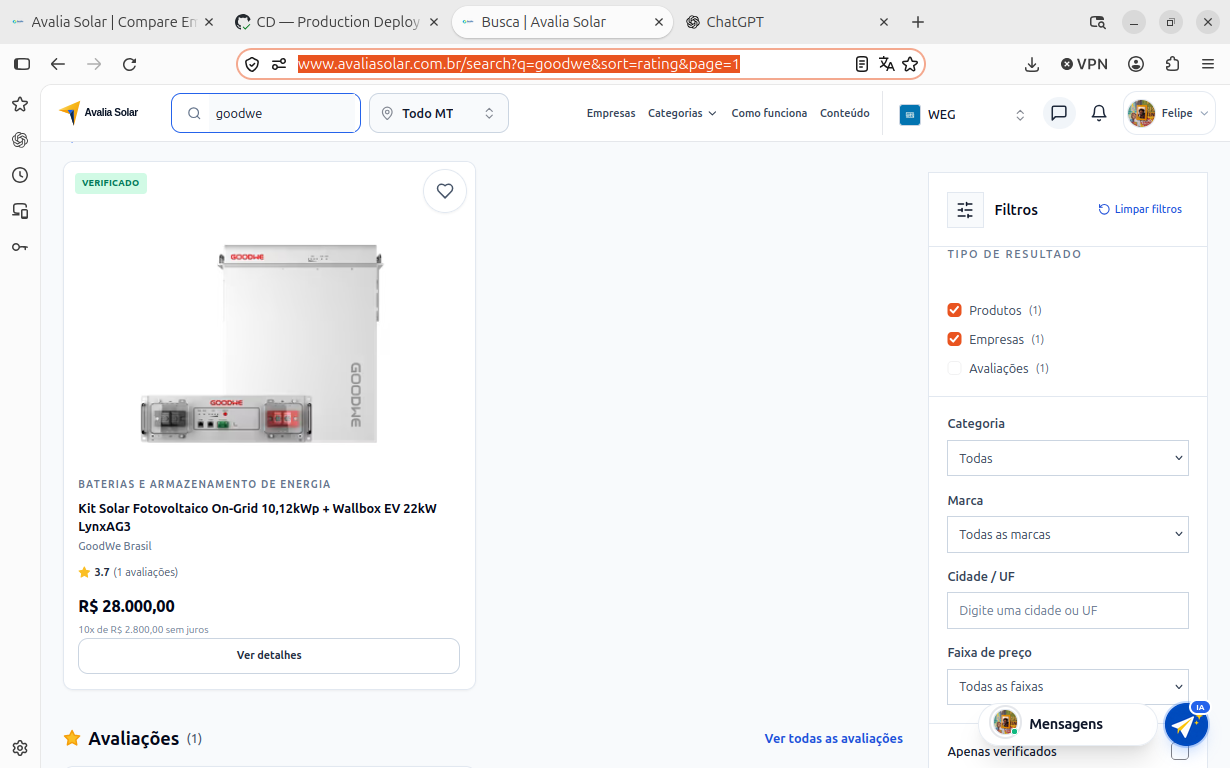 Avalia Solar | Compare En
CD — Production Deploy
Busca | Avalia Solar
ChatGPT
www.avaliasolar.com.br/search?q=goodwe&sort=rating&page=1
VPN
Avalia Solar
goodwe
Todo MT
Empresas
Categorias
Como funciona
Conteúdo
WEG
Felipe
VERIFICADO
GOODWE
GOODWE
GOODWE
BATERIAS E ARMAZENAMENTO DE ENERGIA
Kit Solar Fotovoltaico On-Grid 10,12kWp + Wallbox EV 22kW
LynxAG3
GoodWe Brasil
3.7 (1 avaliações)
R$ 28.000,00
10x de R$ 2.800,00 sem juros
Ver detalhes
Avaliações (1)
Ver todas as avaliações
Filtros
Limpar filtros
TIPO DE RESULTADO
Produtos (1)
Empresas (1)
Avaliações (1)
Categoria
Todas
Marca
Todas as marcas
Cidade / UF
Digite uma cidade ou UF
Faixa de preço
Todas as faixas
IA
Mensagens
Apenas verificados